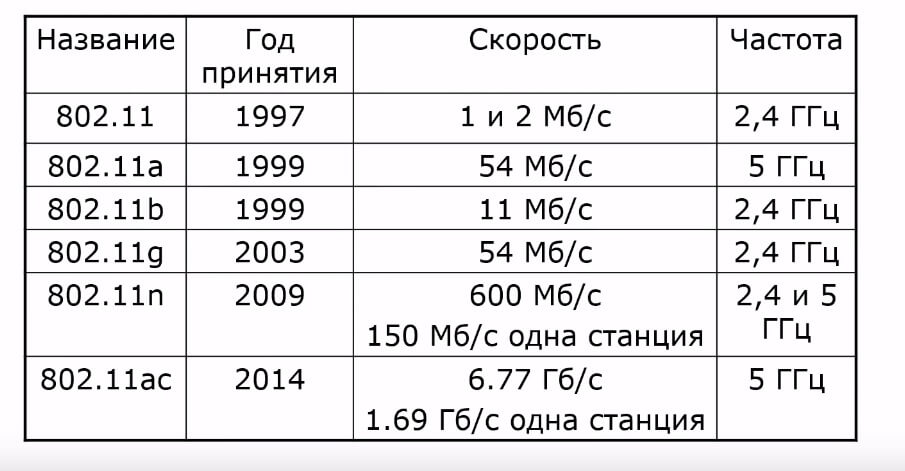 Название Год принятия Скорость Частота
802.11 1997 1 и 2 Мб/с 2,4 ГГц
802.11a 1999 54 Мб/с 5 ГГц
802.11b 1999 11 Мб/с 2,4 ГГц
802.11g 2003 54 Мб/с 2,4 ГГц
802.11n 2009 600 Мб/с 2,4 и 5
150 Мб/с одна станция ГГц
802.11ac 2014 6.77 Гб/с 5 ГГц
1.69 Гб/с одна станция